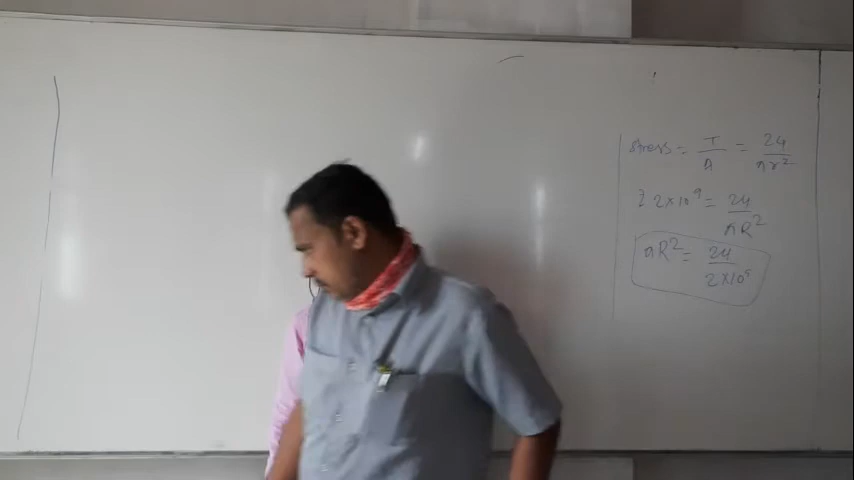 stress = T/A = 24/πr²
2×10⁹ = 24/πR²
πR² = 24/2×10⁹